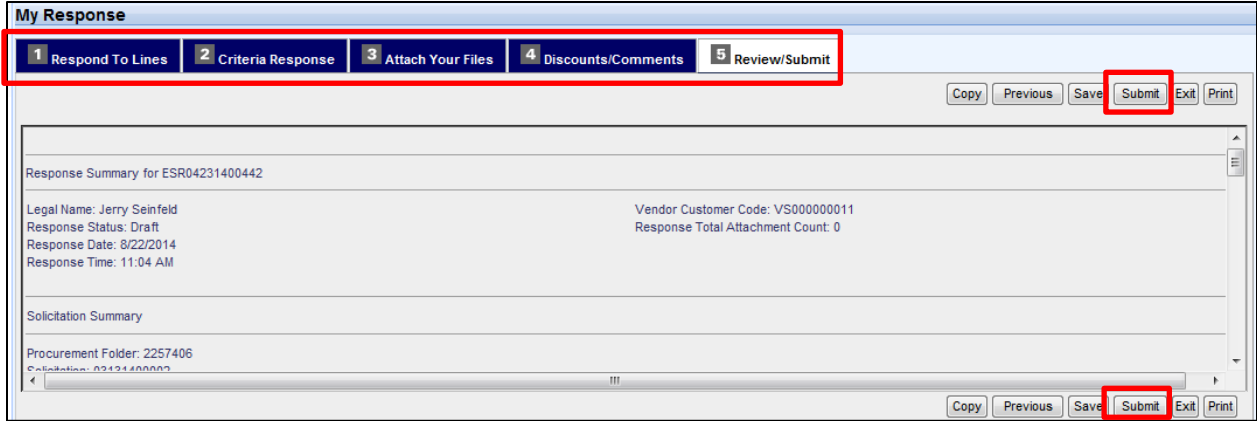 My Response
1 Respond To Lines 2 Criteria Response 3 Attach Your Files 4 Discounts/Comments 5 Review/Submit
Copy Previous Save Submit Exit Print
Response Summary for ESR04231400442
Legal Name: Jerry Seinfeld Vendor Customer Code: VS000000011
Response Status: Draft Response Total Attachment Count: 0
Response Date: 8/22/2014
Response Time: 11:04 AM
Solicitation Summary
Procurement Folder: 2257406
Solicitation: 03131400002
Copy Previous Save Submit Exit Print